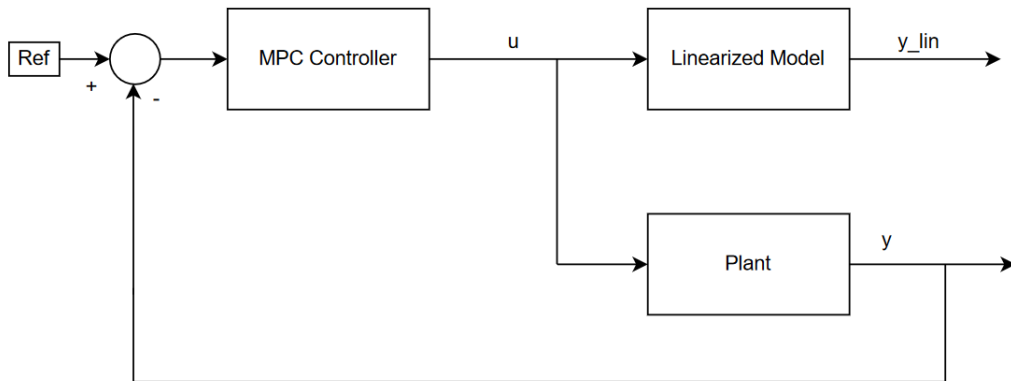 Ref
+
-
MPC Controller
u
Linearized Model
y_lin
Plant
y